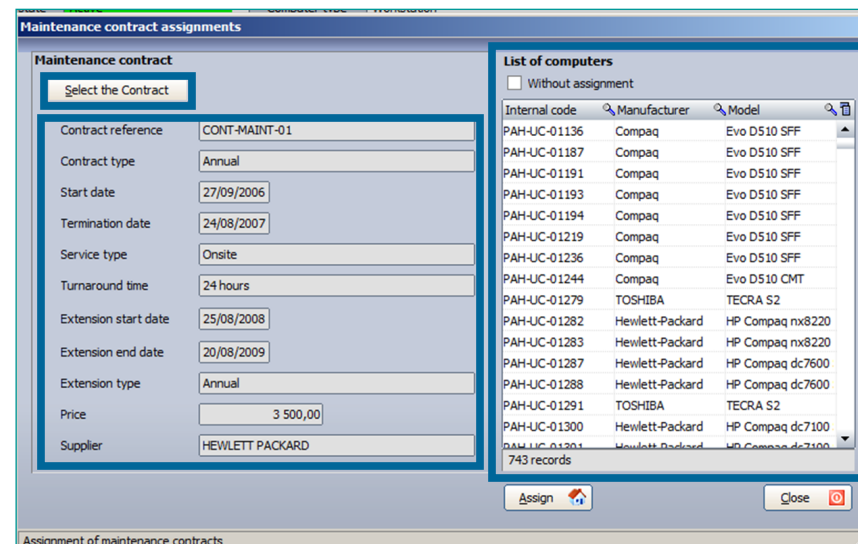 Maintenance contract assignments
Maintenance contract
Select the Contract
Contract reference CONT-MAINT-01
Contract type Annual
Start date 27/09/2006
Termination date 24/08/2007
Service type Onsite
Turnaround time 24 hours
Extension start date 25/08/2008
Extension end date 20/08/2009
Extension type Annual
Price 3 500,00
Supplier HEWLETT PACKARD
List of computers
Without assignment
Internal code Manufacturer Model
PAH-UC-01136 Compaq Evo D510 SFF
PAH-UC-01187 Compaq Evo D510 SFF
PAH-UC-01191 Compaq Evo D510 SFF
PAH-UC-01193 Compaq Evo D510 SFF
PAH-UC-01194 Compaq Evo D510 SFF
PAH-UC-01219 Compaq Evo D510 SFF
PAH-UC-01236 Compaq Evo D510 SFF
PAH-UC-01244 Compaq Evo D510 CMT
PAH-UC-01279 TOSHIBA TECRA S2
PAH-UC-01282 Hewlett-Packard HP Compaq nx8220
PAH-UC-01283 Hewlett-Packard HP Compaq nx8220
PAH-UC-01287 Hewlett-Packard HP Compaq dc7600
PAH-UC-01288 Hewlett-Packard HP Compaq dc7600
PAH-UC-01291 TOSHIBA TECRA S2
PAH-UC-01300 Hewlett-Packard HP Compaq dc7100
PAH-UC-01301 Hewlett-Packard HP Compaq dc7100
743 records
Assign Close
Assignment of maintenance contracts